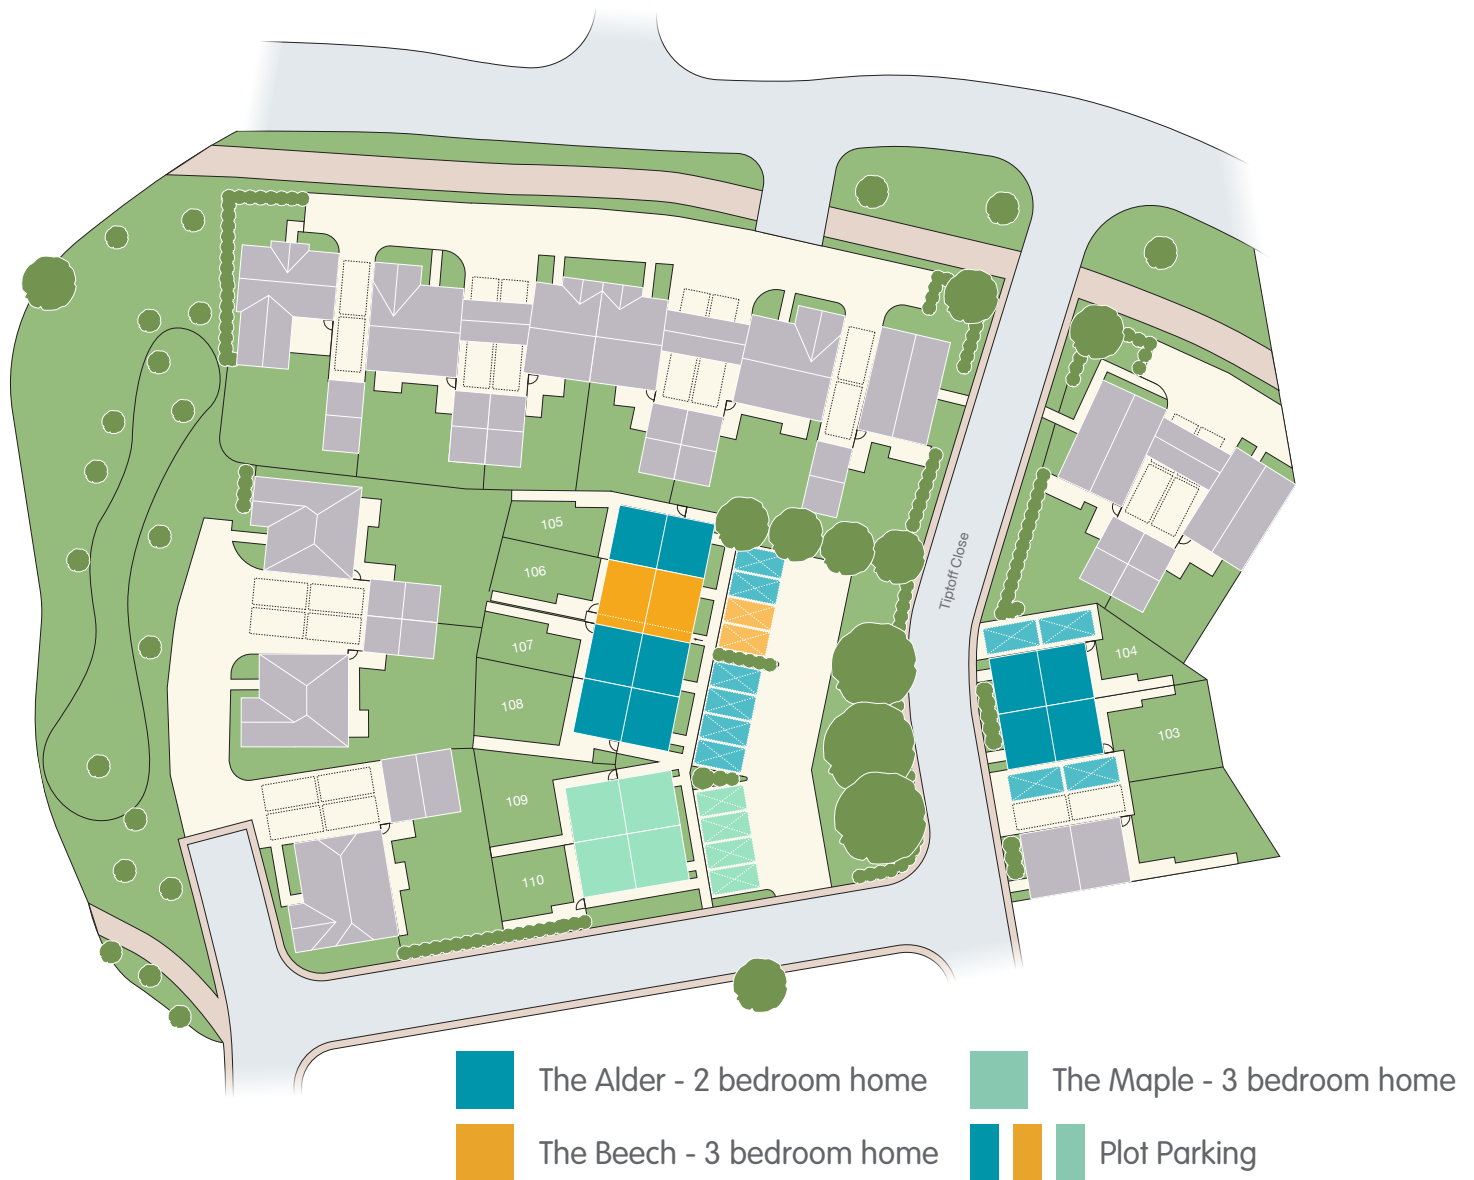 105
106
107
108
109
110
Tiptoff Close
104
103
The Alder - 2 bedroom home
The Maple - 3 bedroom home
The Beech - 3 bedroom home
Plot Parking